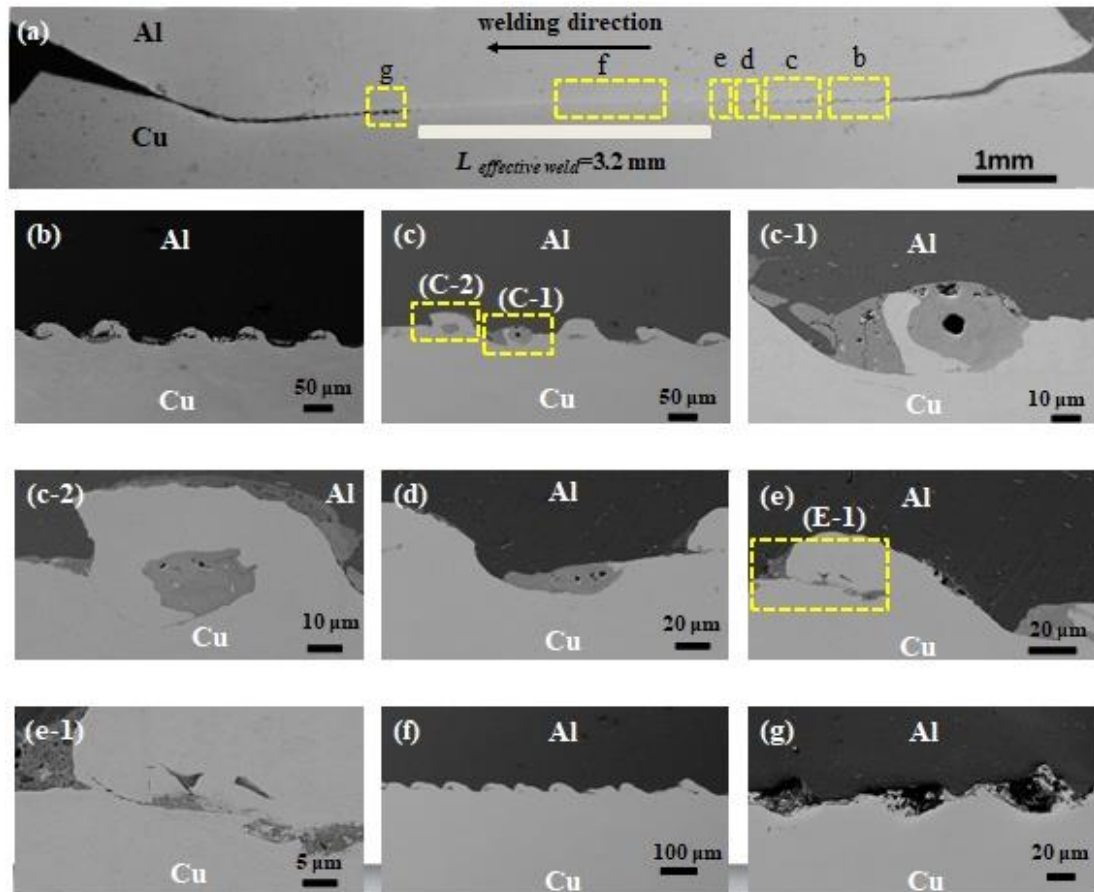 (a)
Al
welding direction
g
f
e
d
c
b
Cu
L effective weld=3.2 mm
1mm
(b)
Al
Cu
50 µm
(c)
Al
(C-2)
(C-1)
Cu
50 µm
(c-1)
Al
Cu
10 µm
(c-2)
Al
Cu
10 µm
(d)
Al
Cu
20 µm
(e)
Al
(E-1)
Cu
20 µm
(e-1)
Cu
5 µm
(f)
Al
Cu
100 µm
(g)
Al
Cu
20 µm